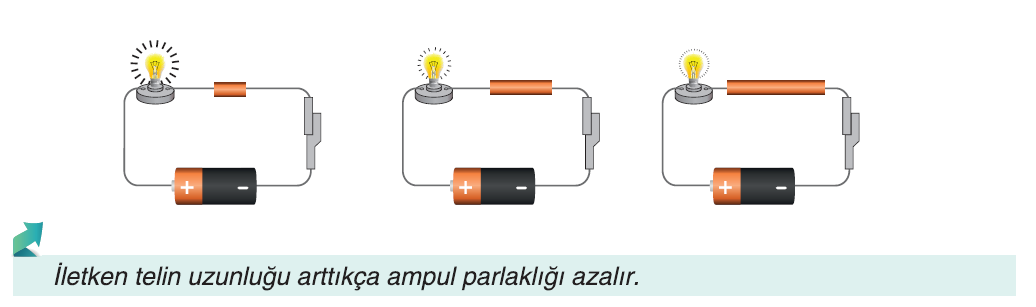 + -
+ -
+ -
İletken telin uzunluğu arttıkça ampul parlaklığı azalır.